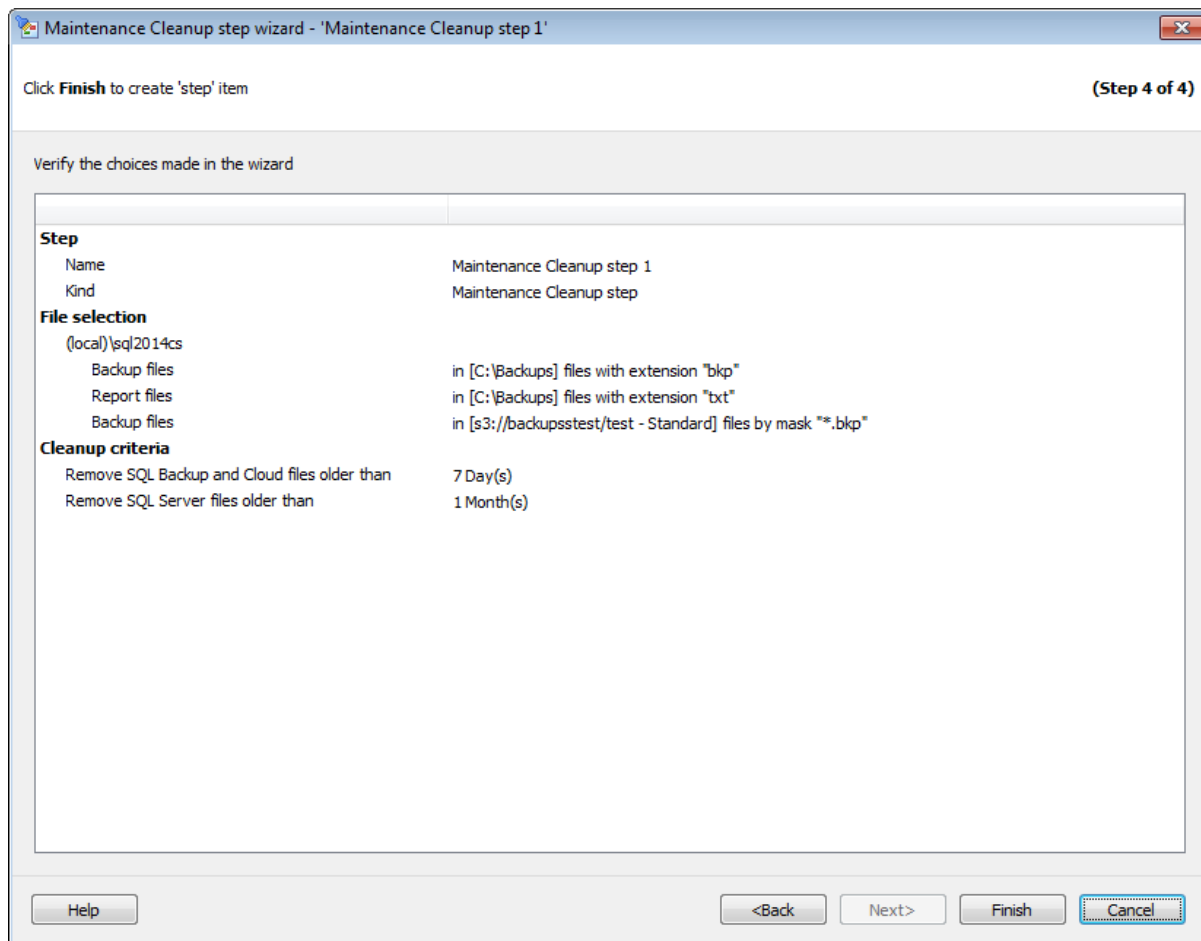 Maintenance Cleanup step wizard - 'Maintenance Cleanup step 1'
Click Finish to create 'step' item (Step 4 of 4)
Verify the choices made in the wizard
Step
Name Maintenance Cleanup step 1
Kind Maintenance Cleanup step
File selection
(local)\sql2014cs
Backup files in [C:\Backups] files with extension "bkp"
Report files in [C:\Backups] files with extension "txt"
Backup files in [s3://backupsstest/test - Standard] files by mask "*.bkp"
Cleanup criteria
Remove SQL Backup and Cloud files older than 7 Day(s)
Remove SQL Server files older than 1 Month(s)
Help <Back Next> Finish Cancel